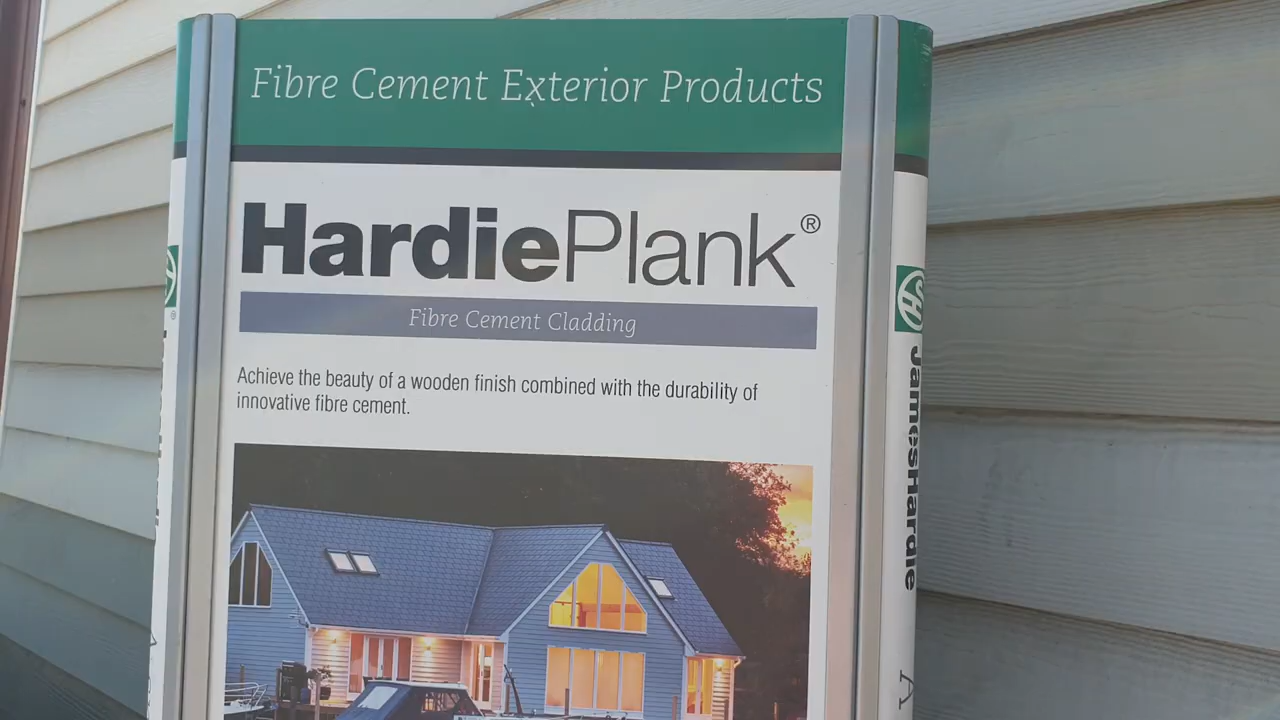 Fibre Cement Exterior Products
HardiePlank®
Fibre Cement Cladding
Achieve the beauty of a wooden finish combined with the durability of
innovative fibre cement.
JH
JamesHardie
A